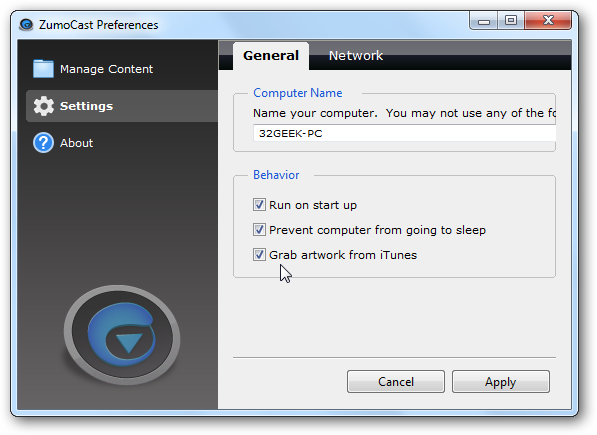 ZumoCast Preferences
Manage Content
Settings
About
General Network
Computer Name
Name your computer. You may not use any of the fo
32GEEK-PC
Behavior
Run on start up
Prevent computer from going to sleep
Grab artwork from iTunes
Cancel Apply